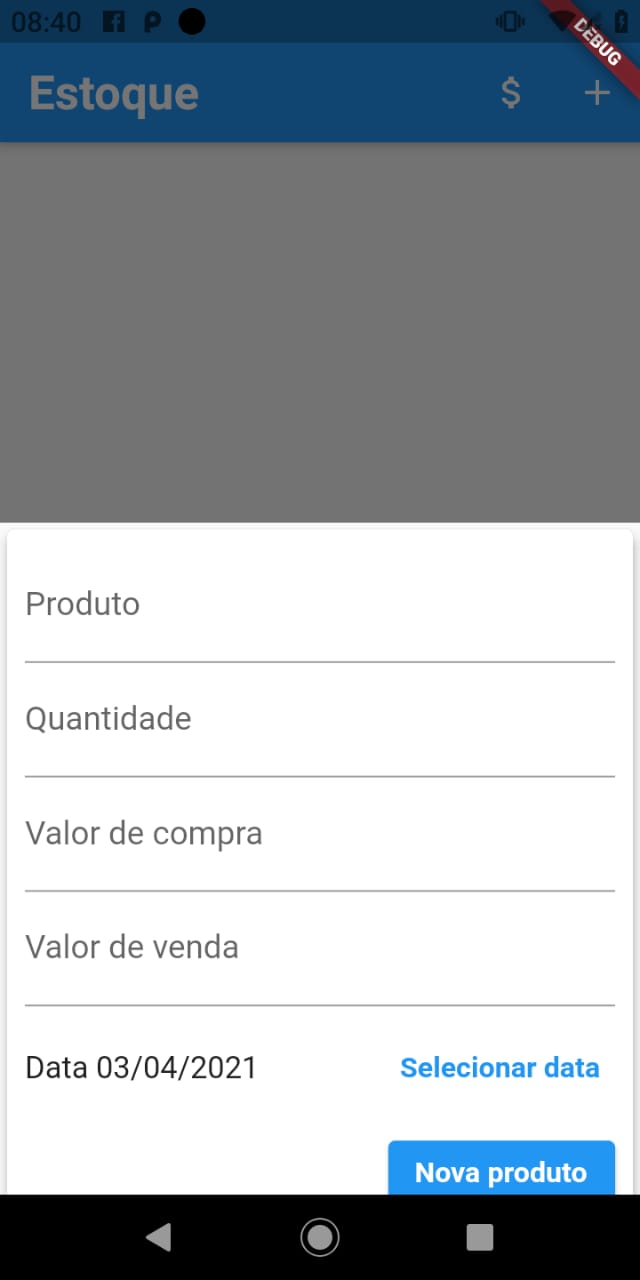 08:40
DEBUG
Estoque $ +
Produto
Quantidade
Valor de compra
Valor de venda
Data 03/04/2021 Selecionar data
Nova produto